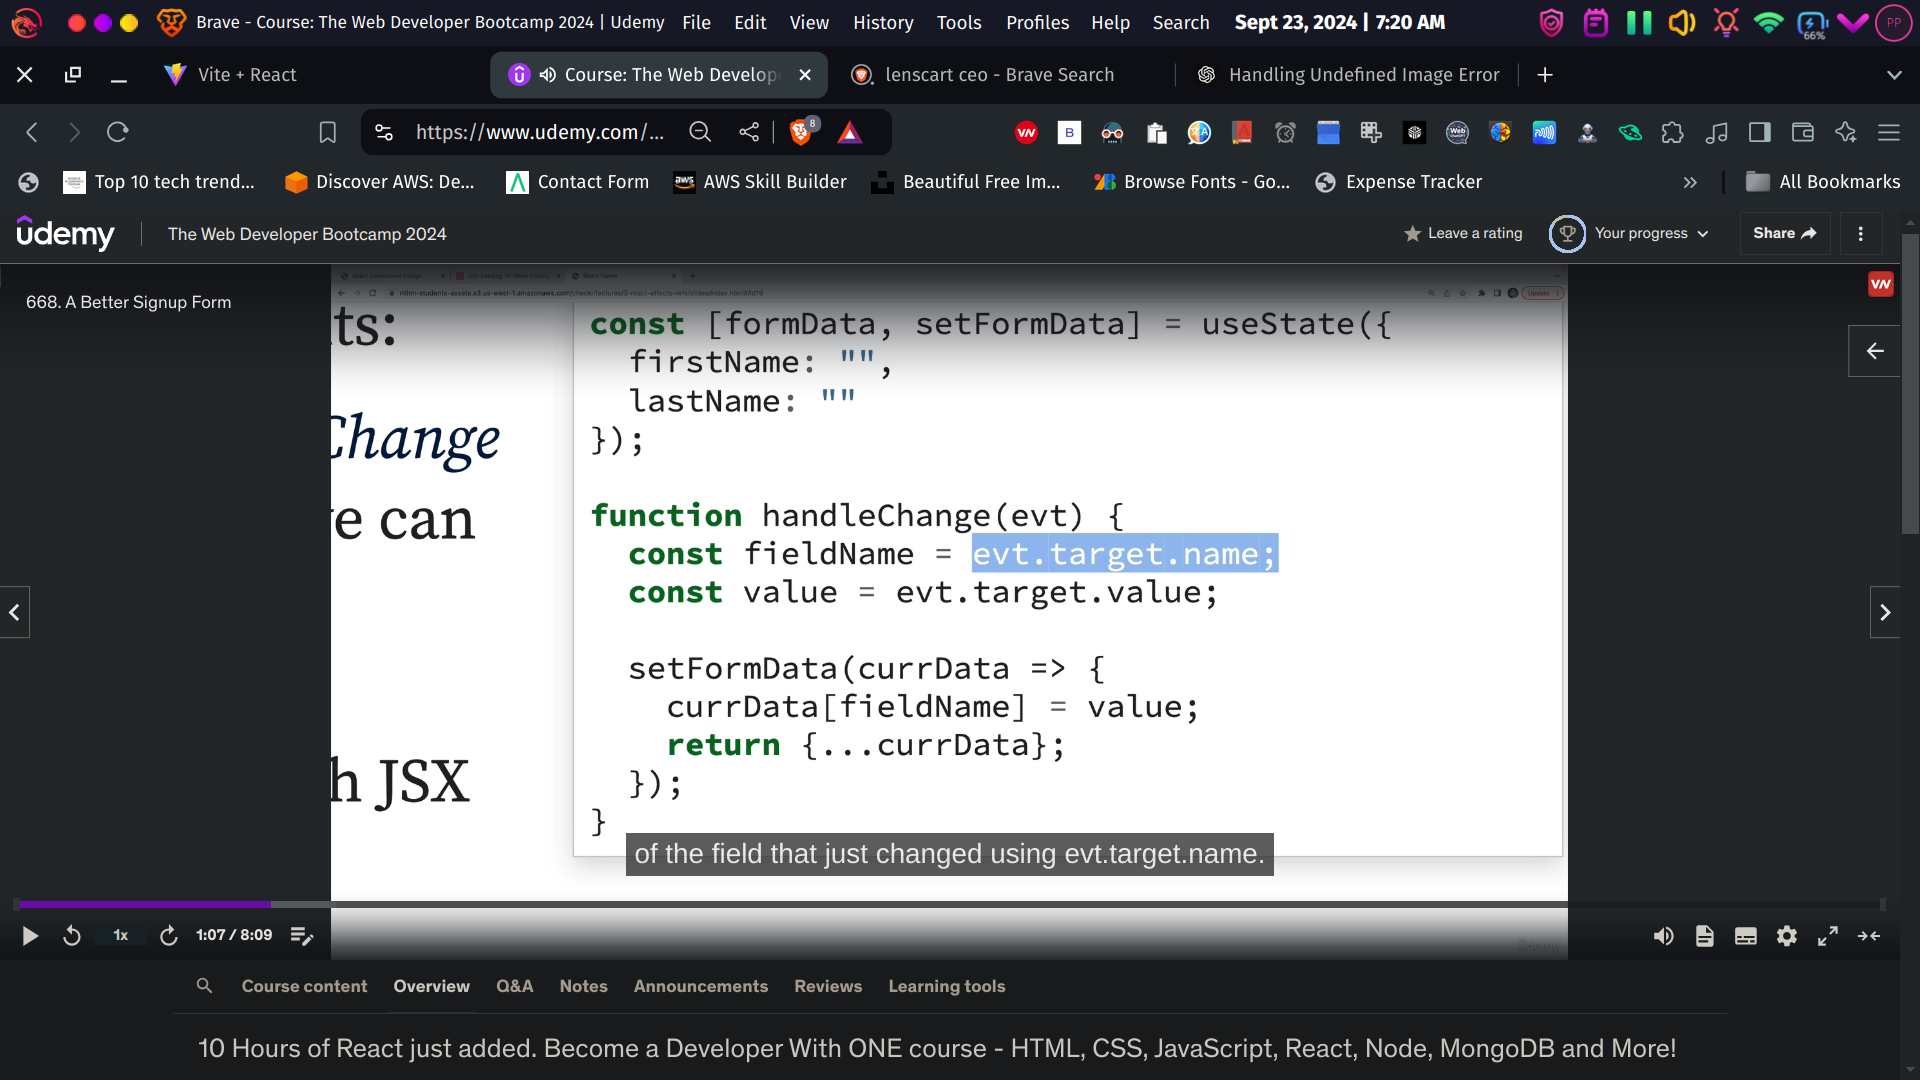 Brave - Course: The Web Developer Bootcamp 2024 | Udemy File Edit View History Tools Profiles Help Search Sept 23, 2024 | 7:20 AM 66% PP
Vite + React Course: The Web Develop lenscart ceo - Brave Search Handling Undefined Image Error
https://www.udemy.com/... 8
Top 10 tech trend... Discover AWS: De... Contact Form AWS Skill Builder Beautiful Free Im... Browse Fonts - Go... Expense Tracker All Bookmarks
ûdemy The Web Developer Bootcamp 2024 Leave a rating Your progress Share
668. A Better Signup Form
ts:
Change
e can
h JSX
const [formData, setFormData] = useState({
firstName: "",
lastName: ""
});
function handleChange(evt) {
const fieldName = evt.target.name;
const value = evt.target.value;
setFormData(currData => {
currData[fieldName] = value;
return {...currData};
});
}
of the field that just changed using evt.target.name.
1x 1:07 / 8:09
Course content Overview Q&A Notes Announcements Reviews Learning tools
10 Hours of React just added. Become a Developer With ONE course - HTML, CSS, JavaScript, React, Node, MongoDB and More!